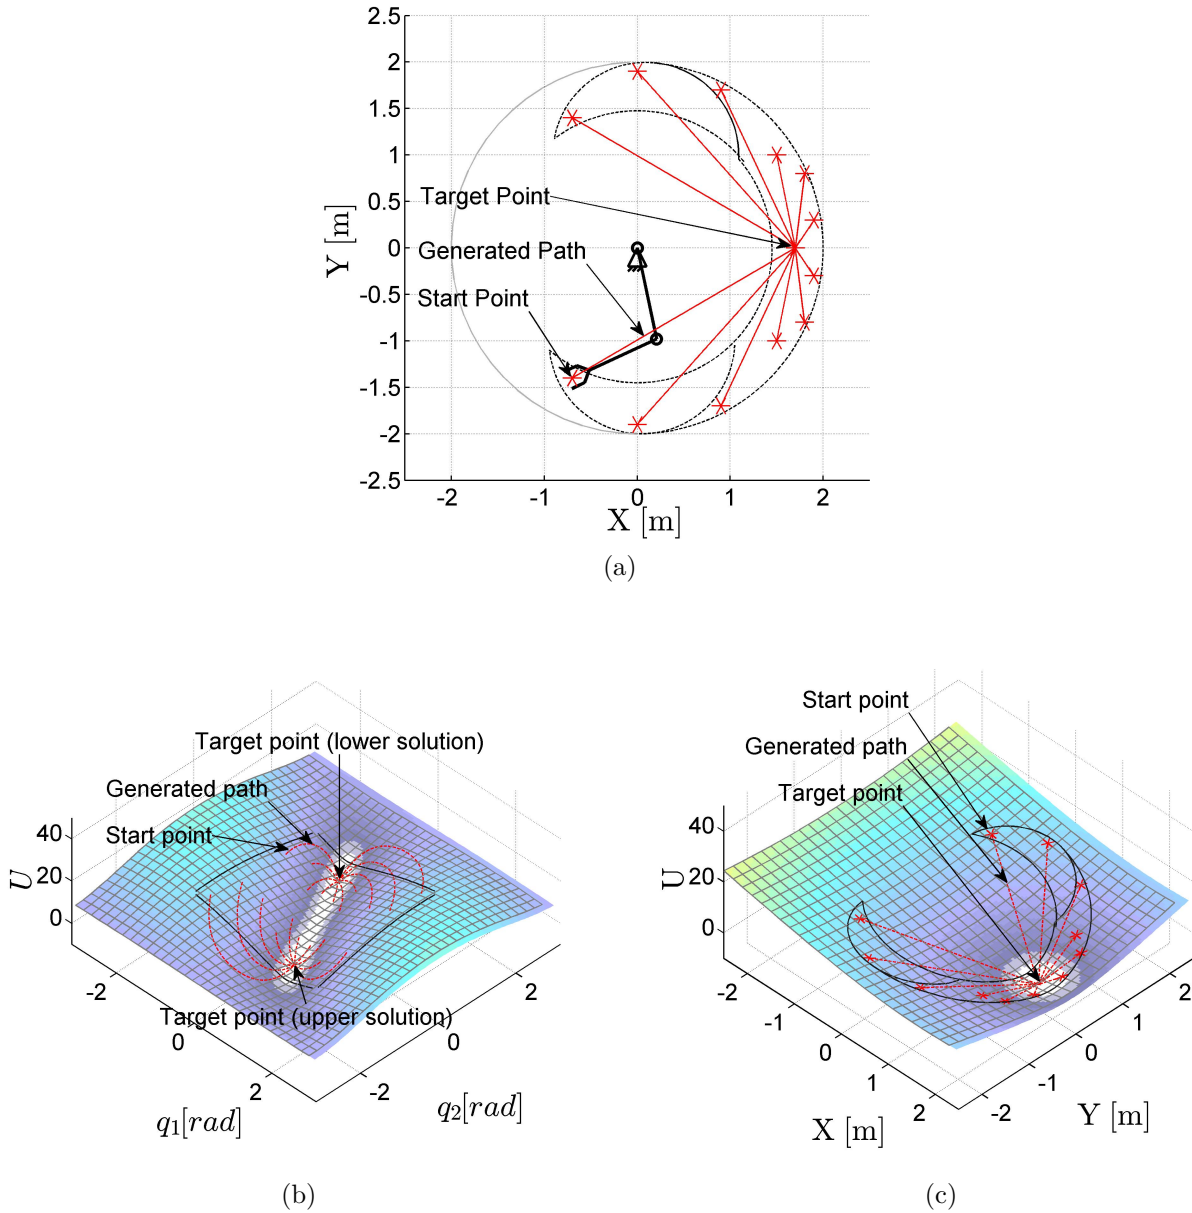 2.5
2
1.5
1
0.5
0
-0.5
-1
-1.5
-2
-2.5
Y [m]
Target Point
Generated Path
Start Point
-2 -1 0 1 2
X [m]
(a)
Target point (lower solution)
Generated path
Start point
Target point (upper solution)
40
20
0
U
-2
0
2
q₁[rad]
-2
0
2
q₂[rad]
(b)
Start point
Generated path
Target point
40
20
0
U
-2
-1
0
1
2
X [m]
-2
-1
0
1
2
Y [m]
(c)